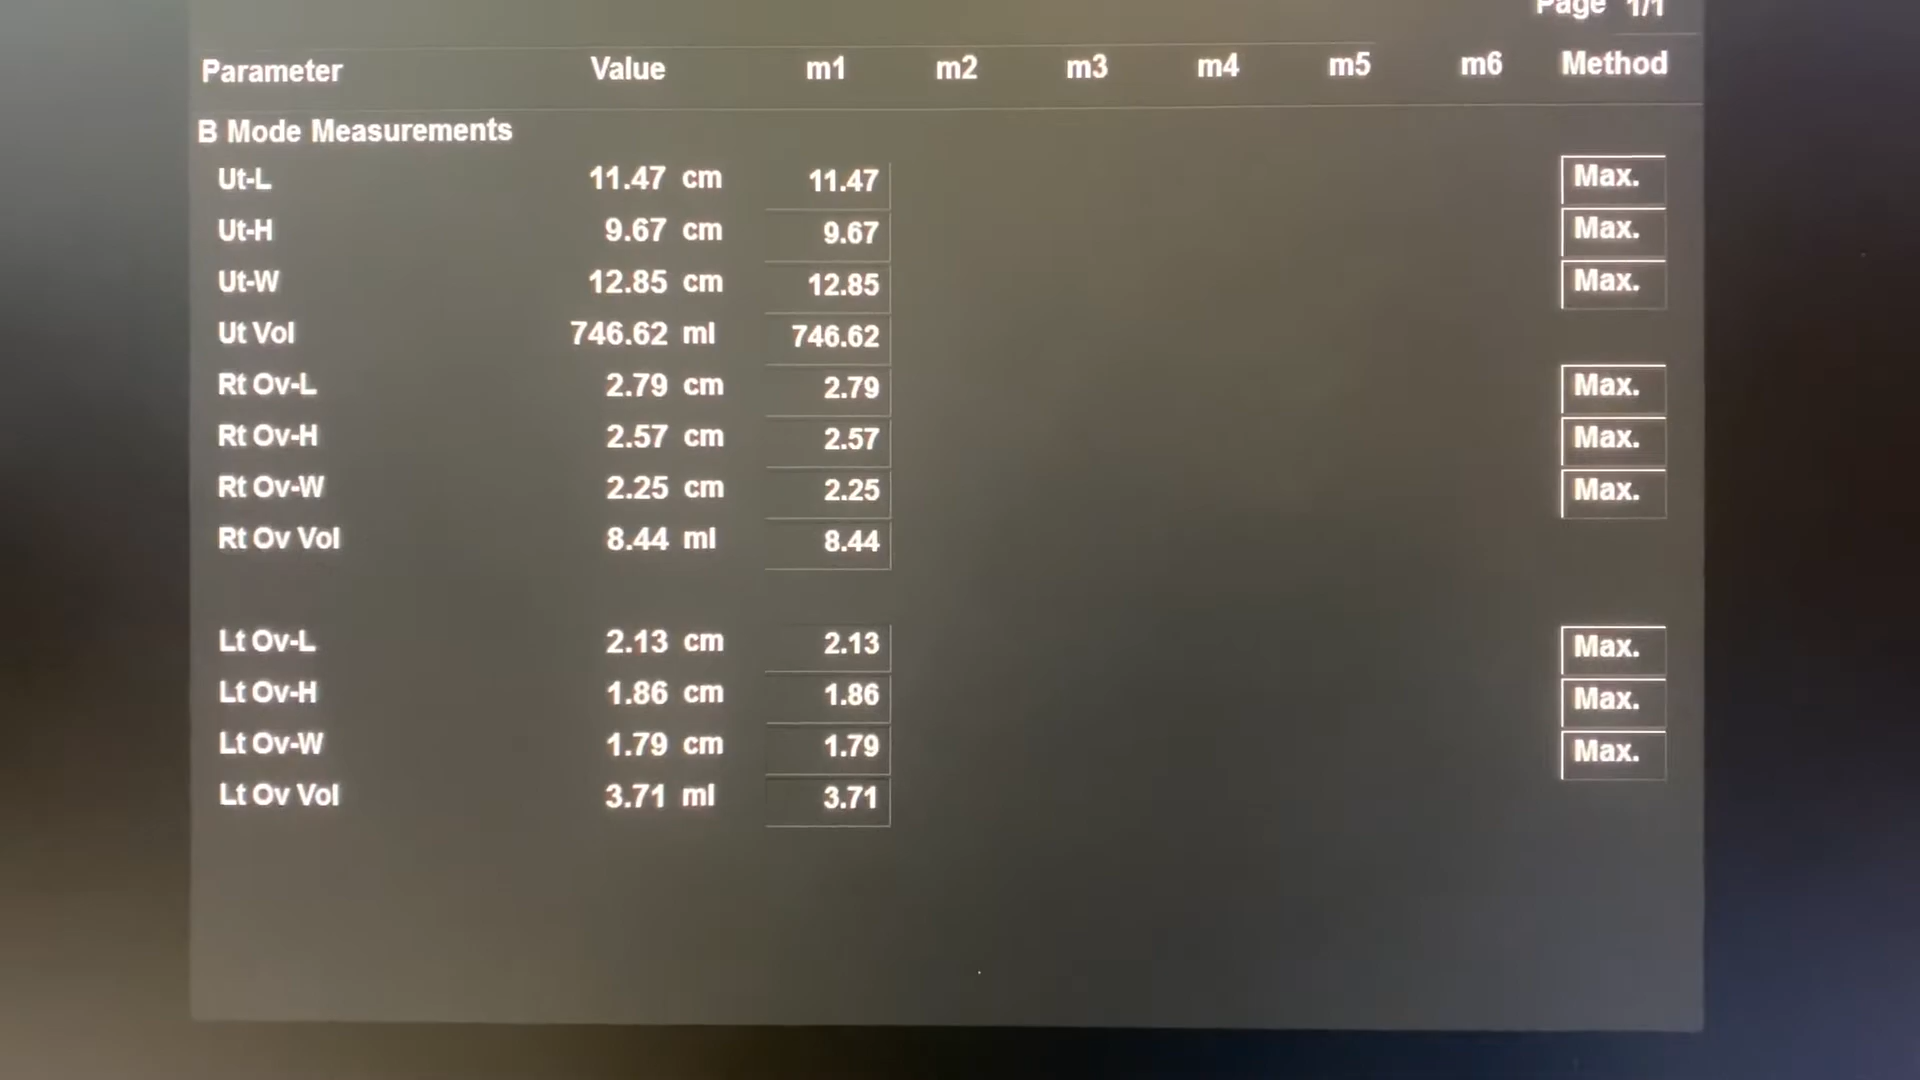 Page 1/1
Parameter Value m1 m2 m3 m4 m5 m6 Method
B Mode Measurements
Ut-L 11.47 cm 11.47 Max.
Ut-H 9.67 cm 9.67 Max.
Ut-W 12.85 cm 12.85 Max.
Ut Vol 746.62 ml 746.62
Rt Ov-L 2.79 cm 2.79 Max.
Rt Ov-H 2.57 cm 2.57 Max.
Rt Ov-W 2.25 cm 2.25 Max.
Rt Ov Vol 8.44 ml 8.44
Lt Ov-L 2.13 cm 2.13 Max.
Lt Ov-H 1.86 cm 1.86 Max.
Lt Ov-W 1.79 cm 1.79 Max.
Lt Ov Vol 3.71 ml 3.71